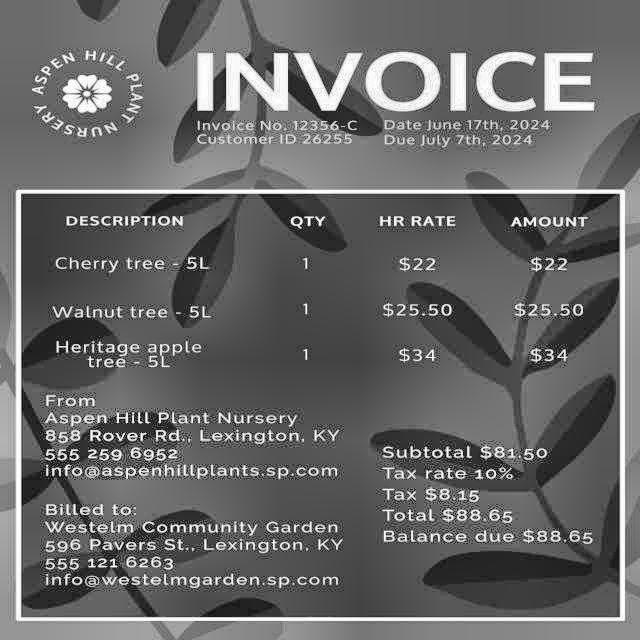 ASPEN HILL PLANT NURSERY
INVOICE
Invoice No. 12356-C Date June 17th, 2024
Customer ID 26255 Due July 7th, 2024
DESCRIPTION QTY HR RATE AMOUNT
Cherry tree - 5L 1 $22 $22
Walnut tree - 5L 1 $25.50 $25.50
Heritage apple
tree - 5L 1 $34 $34
From
Aspen Hill Plant Nursery
858 Rover Rd., Lexington, KY
555 259 6952
info@aspenhillplants.sp.com
Billed to:
Westelm Community Garden
596 Pavers St., Lexington, KY
555 121 6263
info@westelmgarden.sp.com
Subtotal $81.50
Tax rate 10%
Tax $8.15
Total $88.65
Balance due $88.65